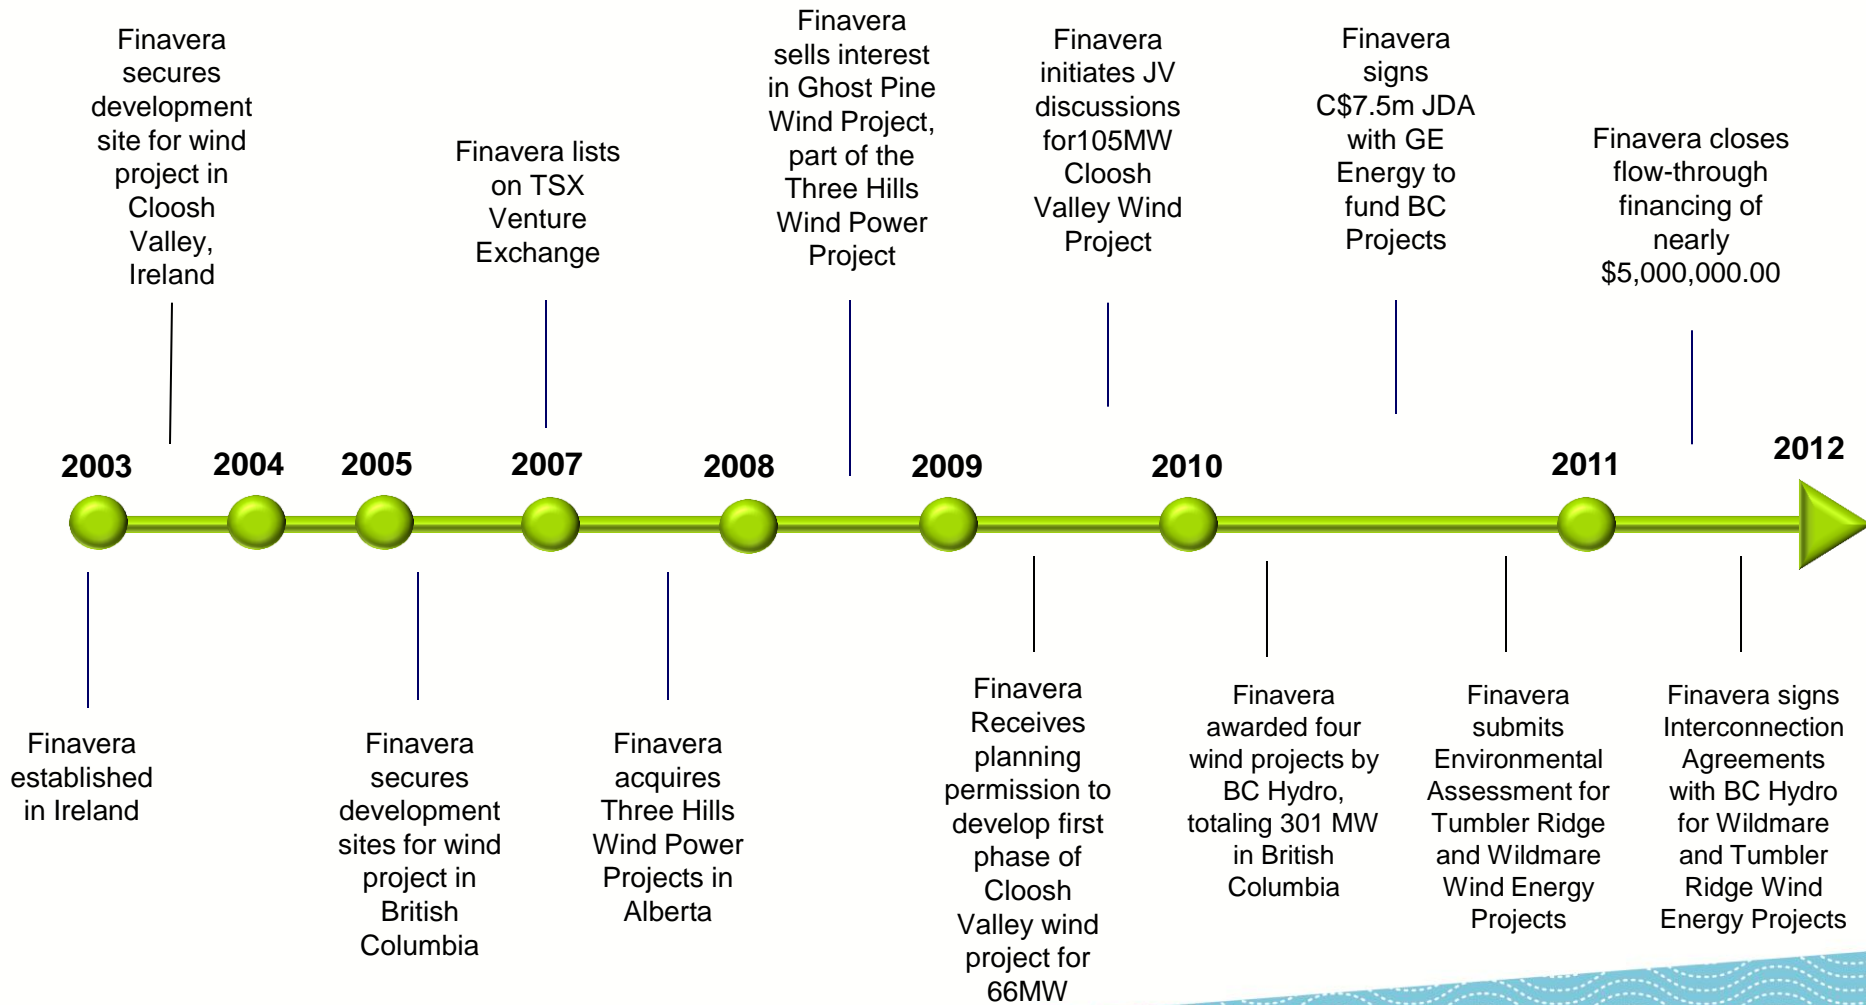 Finavera
secures
development
site for wind
project in
Cloosh
Valley,
Ireland
Finavera lists
on TSX
Venture
Exchange
Finavera
sells interest
in Ghost Pine
Wind Project,
part of the
Three Hills
Wind Power
Project
Finavera
initiates JV
discussions
for105MW
Cloosh
Valley Wind
Project
Finavera
signs
C$7.5m JDA
with GE
Energy to
fund BC
Projects
Finavera closes
flow-through
financing of
nearly
$5,000,000.00
2003 2004 2005 2007 2008 2009 2010 2011 2012
Finavera
established
in Ireland
Finavera
secures
development
sites for wind
project in
British
Columbia
Finavera
acquires
Three Hills
Wind Power
Projects in
Alberta
Finavera
Receives
planning
permission to
develop first
phase of
Cloosh
Valley wind
project for
66MW
Finavera
awarded four
wind projects by
BC Hydro,
totaling 301 MW
in British
Columbia
Finavera
submits
Environmental
Assessment for
Tumbler Ridge
and Wildmare
Wind Energy
Projects
Finavera signs
Interconnection
Agreements
with BC Hydro
for Wildmare
and Tumbler
Ridge Wind
Energy Projects